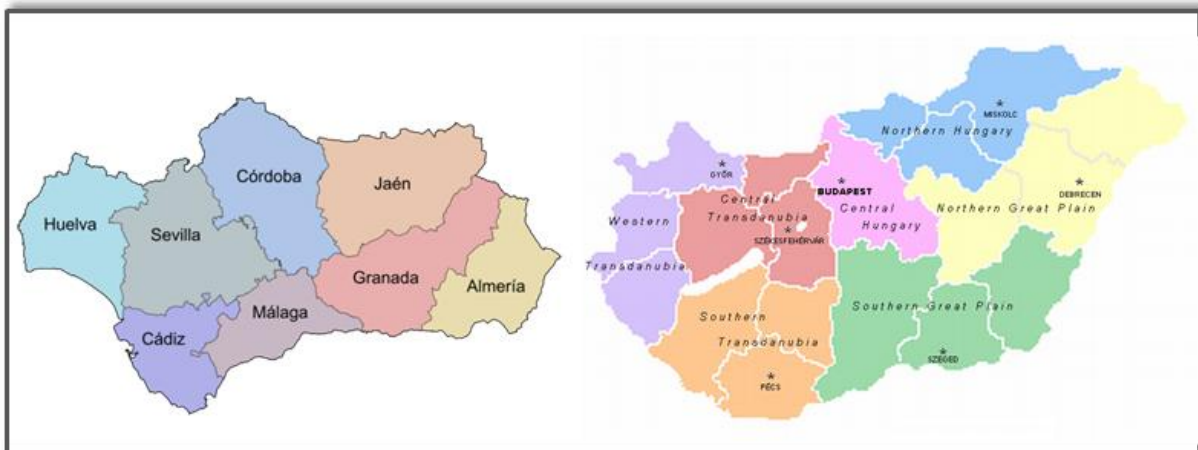 Huelva
Sevilla
Córdoba
Jaén
Cádiz
Málaga
Granada
Almería
*
MISKOLC
Northern Hungary
*
GYŐR
*
BUDAPEST
*
DEBRECEN
Central
Transdanubia
Central
Hungary
Northern Great Plain
Western
Transdanubia
*
SZÉKESFEHÉRVÁR
Southern
Transdanubia
Southern Great Plain
*
SZEGED
*
PÉCS